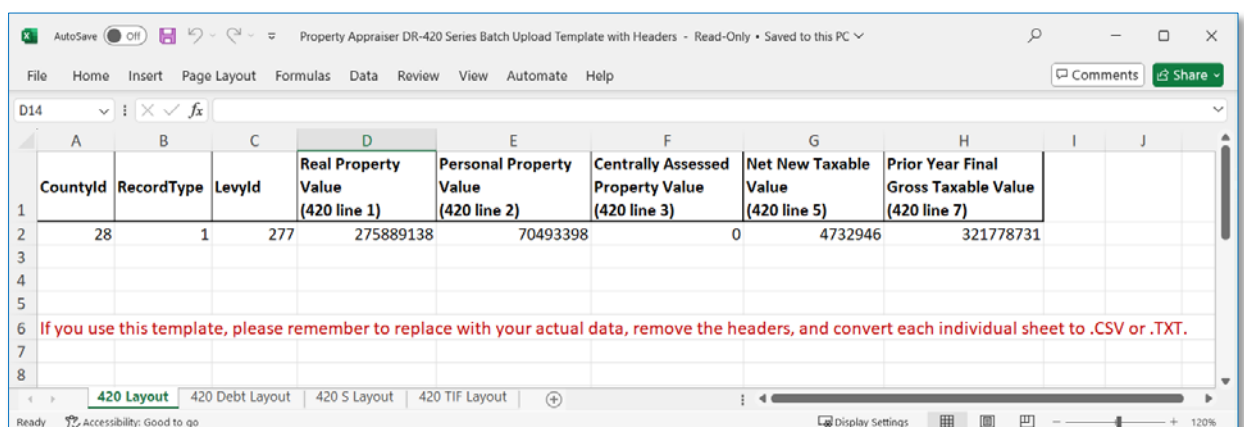 AutoSave Off Property Appraiser DR-420 Series Batch Upload Template with Headers - Read-Only • Saved to this PC
File Home Insert Page Layout Formulas Data Review View Automate Help Comments Share
D14 fx
A B C D E F G H I J
1 CountyId RecordType LevyId Real Property Value (420 line 1) Personal Property Value (420 line 2) Centrally Assessed Property Value (420 line 3) Net New Taxable Value (420 line 5) Prior Year Final Gross Taxable Value (420 line 7)
2 28 1 277 275889138 70493398 0 4732946 321778731
3
4
5
6 If you use this template, please remember to replace with your actual data, remove the headers, and convert each individual sheet to .CSV or .TXT.
7
8
420 Layout 420 Debt Layout 420 S Layout 420 TIF Layout
Ready Accessibility: Good to go Display Settings 120%